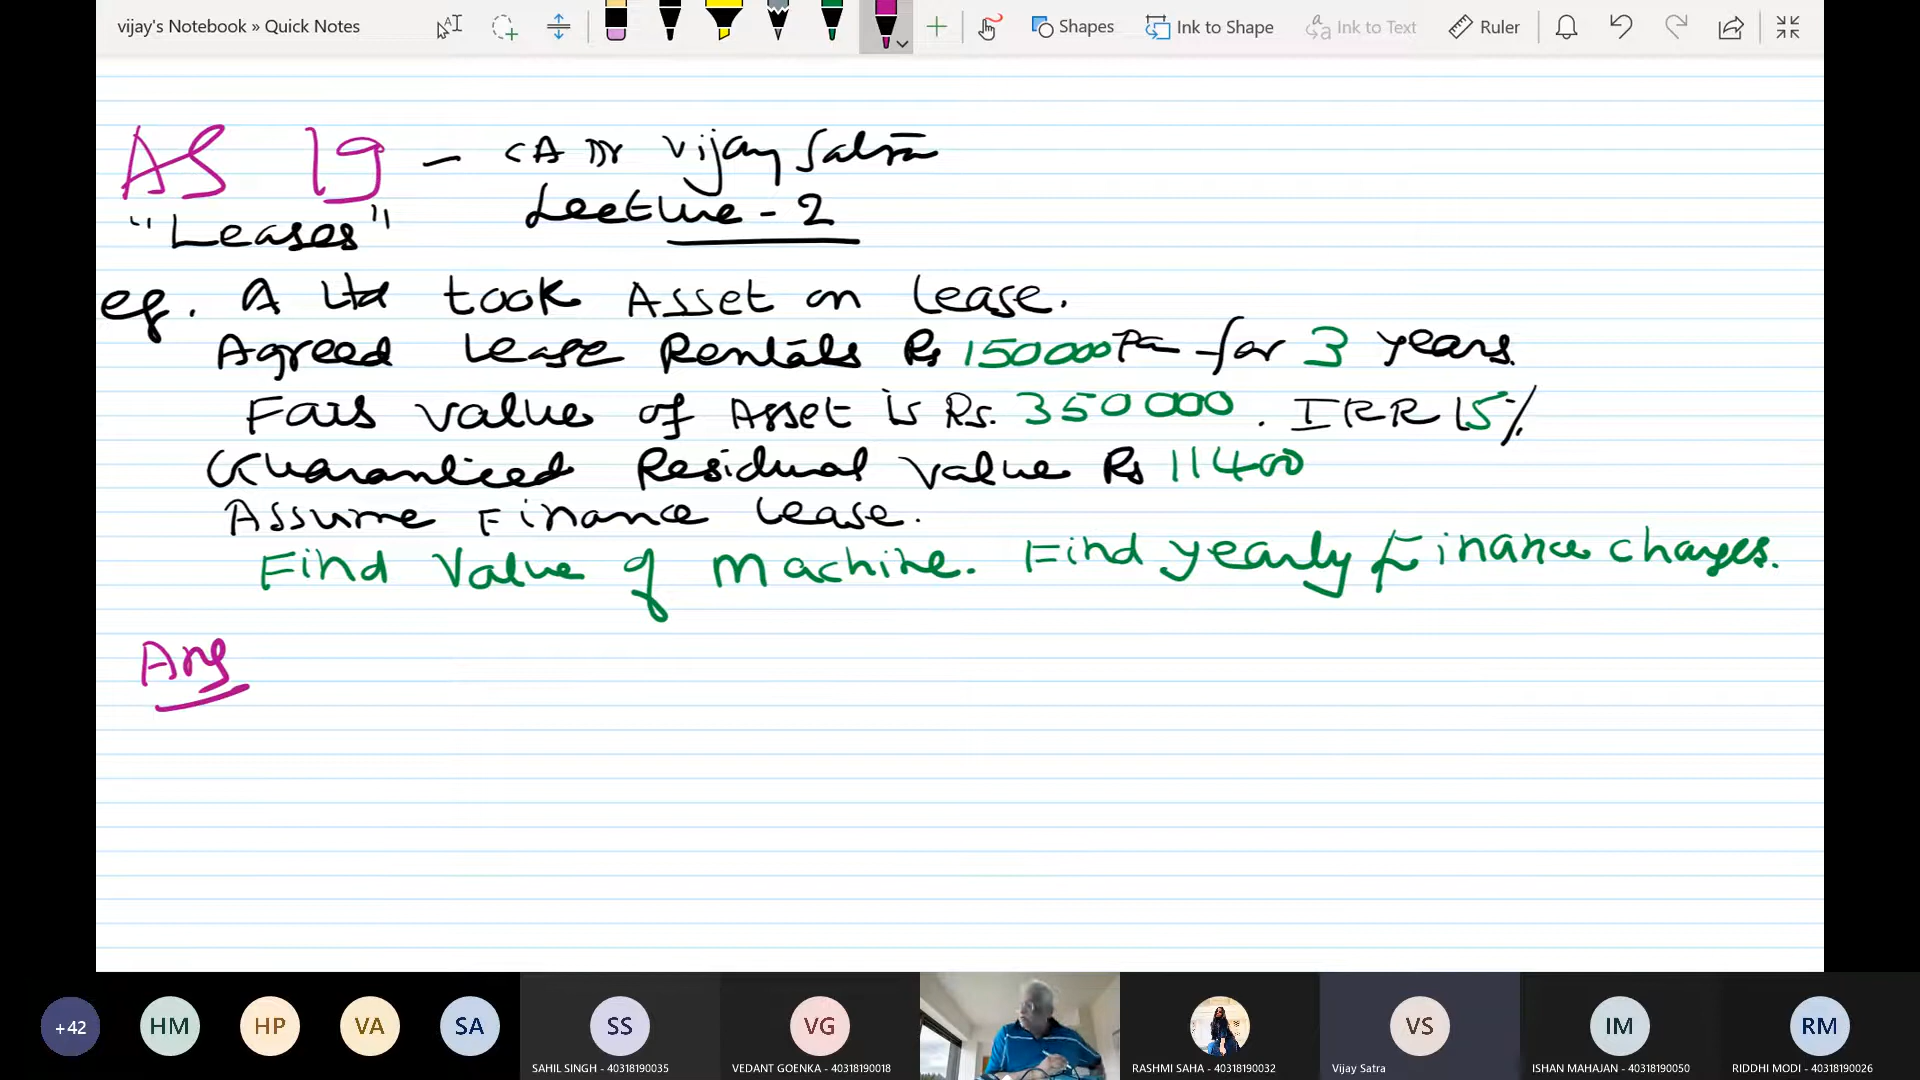 vijay's Notebook » Quick Notes
Shapes
Ink to Shape
Ink to Text
Ruler
AS 19 - CA Dr Vijay Satra
"Leases"
Lecture - 2
eg. A Ltd took Asset on Lease.
Agreed Lease Rentals Rs 150000 Pa for 3 years.
Fair value of Asset is Rs. 350000. IRR 15%
Guaranteed Residual Value Rs 11400
Assume Finance Lease.
Find Value of Machine. Find yearly Finance charges.
Ans
+42
HM
HP
VA
SA
SS
SAHIL SINGH - 40318190035
VG
VEDANT GOENKA - 40318190018
RASHMI SAHA - 40318190032
VS
Vijay Satra
IM
ISHAN MAHAJAN - 40318190050
RM
RIDDHI MODI - 40318190026